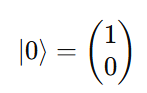 |0⟩ = (1
0)